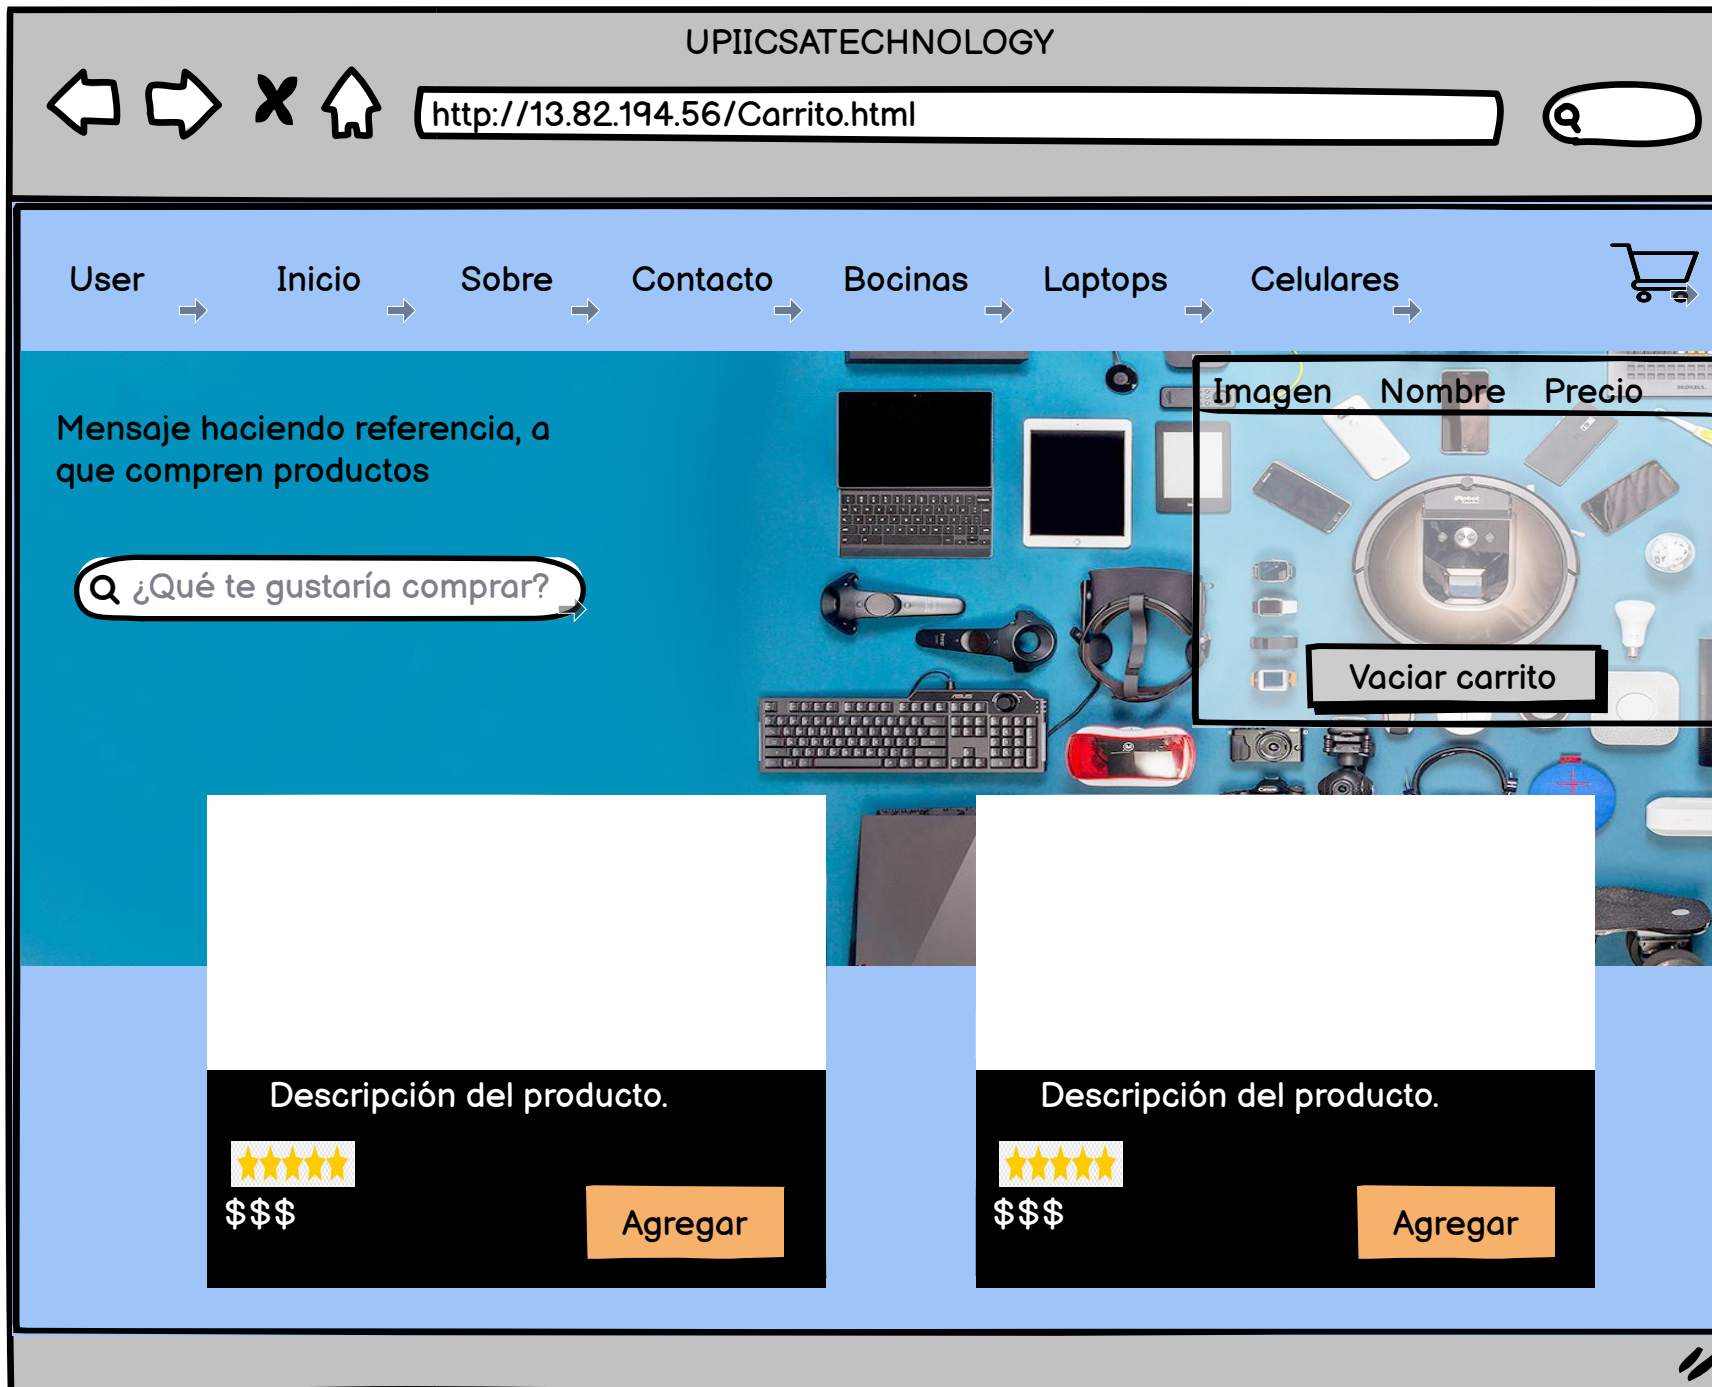 UPIICSATECHNOLOGY
http://13.82.194.56/Carrito.html
User Inicio Sobre Contacto Bocinas Laptops Celulares
Imagen Nombre Precio
Mensaje haciendo referencia, a
que compren productos
¿Qué te gustaría comprar?
Vaciar carrito
Descripción del producto.
$$$
Agregar
Descripción del producto.
$$$
Agregar